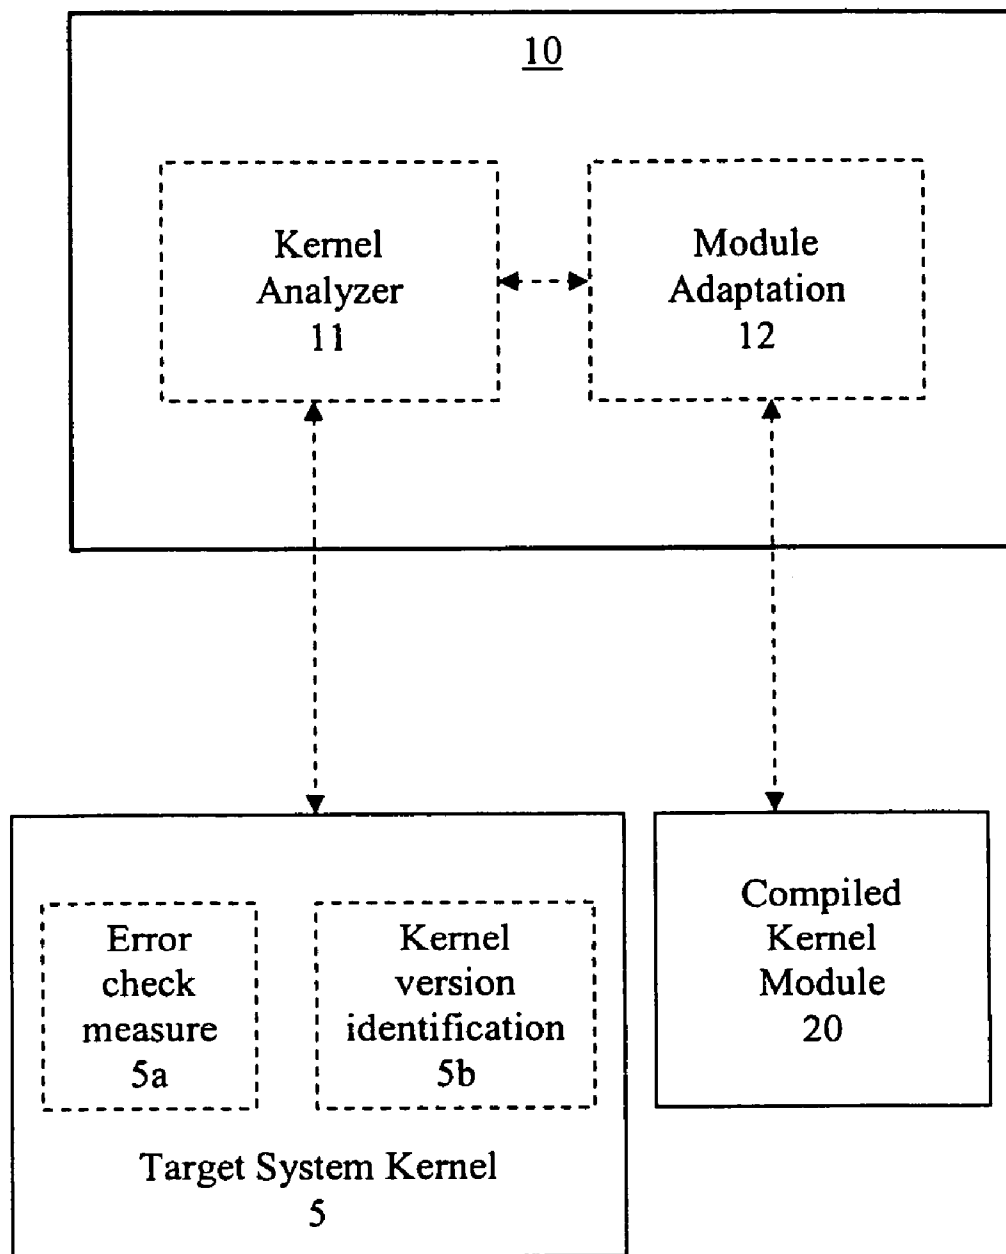 10
Kernel
Analyzer
11
Module
Adaptation
12
Error
check
measure
5a
Kernel
version
identification
5b
Target System Kernel
5
Compiled
Kernel
Module
20